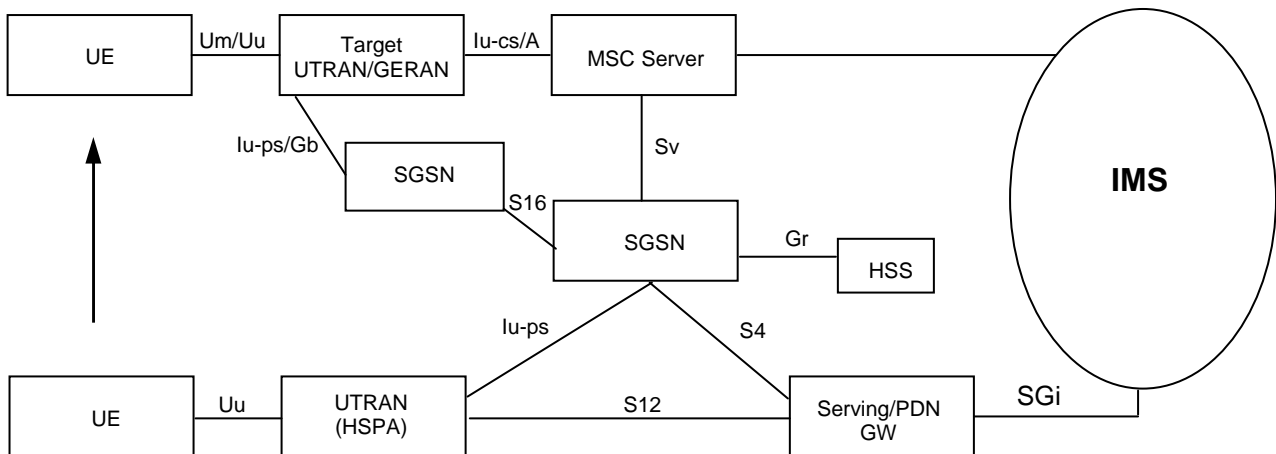 UE
Um/Uu
Target
UTRAN/GERAN
Iu-cs/A
MSC Server
Iu-ps/Gb
SGSN
S16
Sv
IMS
SGSN
Gr
HSS
Iu-ps
S4
UE
Uu
UTRAN
(HSPA)
S12
Serving/PDN
GW
SGi